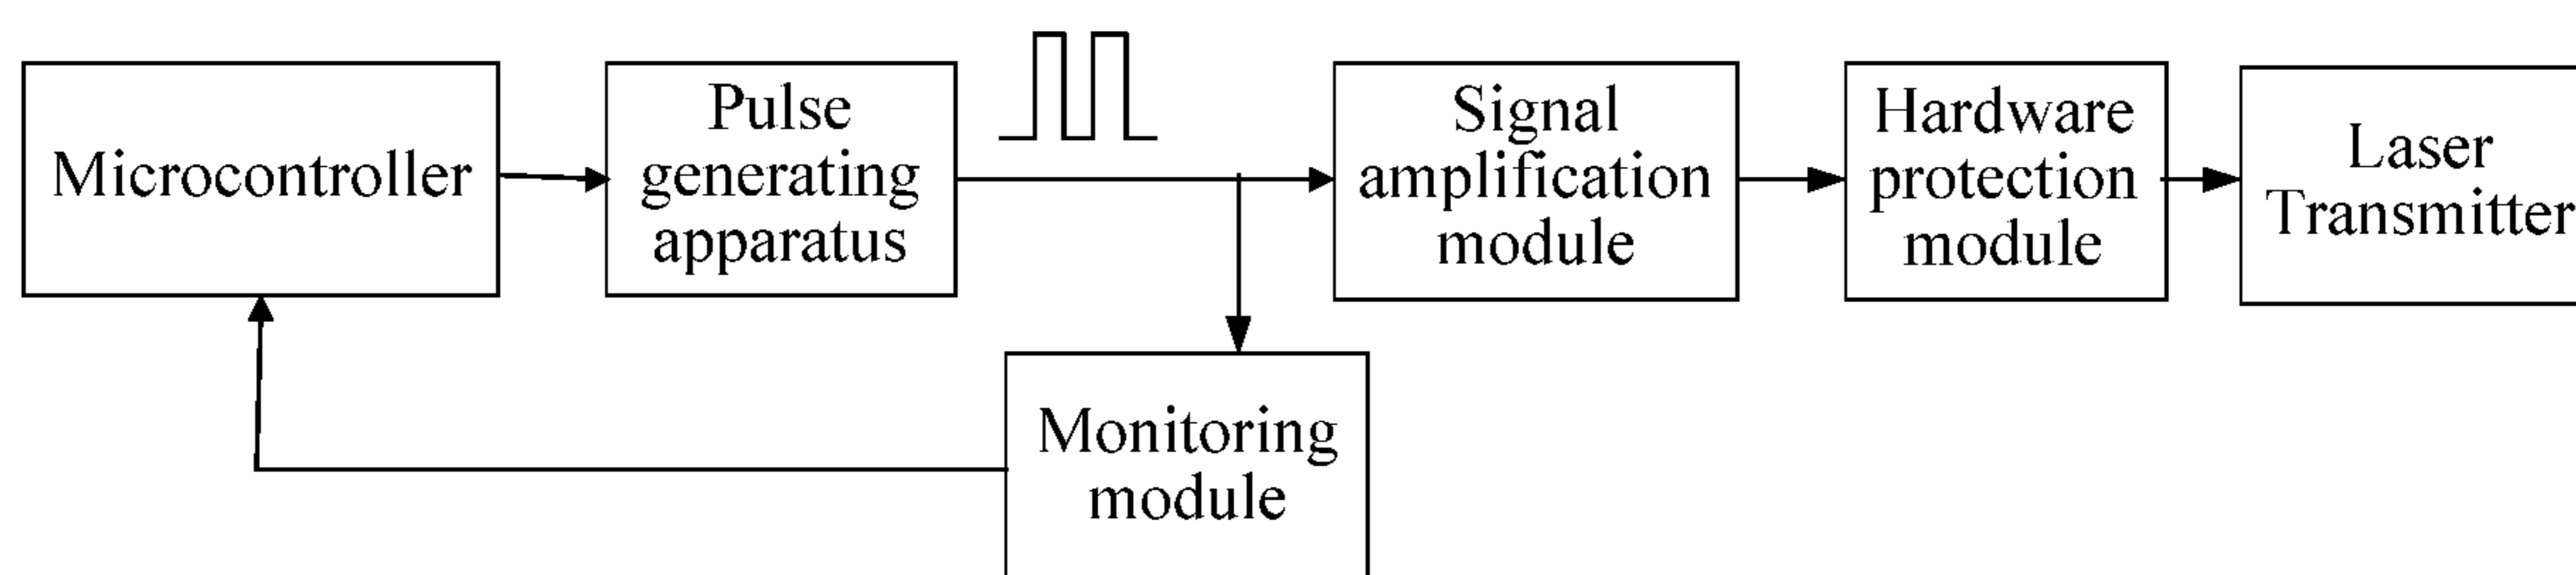 Microcontroller
Pulse
generating
apparatus
Signal
amplification
module
Hardware
protection
module
Laser
Transmitter
Monitoring
module